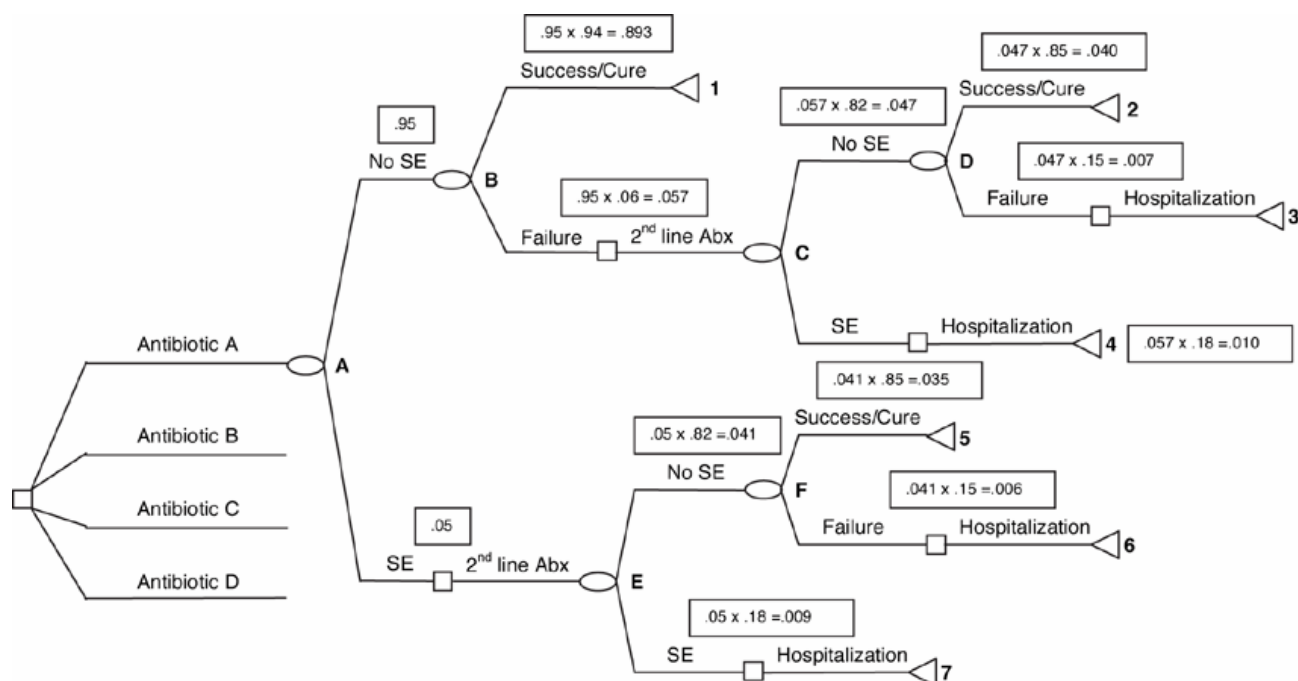 .95 x .94 = .893
Success/Cure
1
.95
No SE
B
.95 x .06 = .057
Failure
2nd line Abx
C
.047 x .85 = .040
Success/Cure
2
.057 x .82 = .047
No SE
D
.047 x .15 = .007
Failure
Hospitalization
3
SE
Hospitalization
4
.057 x .18 =.010
Antibiotic A
A
Antibiotic B
Antibiotic C
Antibiotic D
.041 x .85 =.035
Success/Cure
5
.05 x .82 =.041
No SE
F
.041 x .15 =.006
Failure
Hospitalization
6
.05
SE
2nd line Abx
E
.05 x .18 =.009
SE
Hospitalization
7